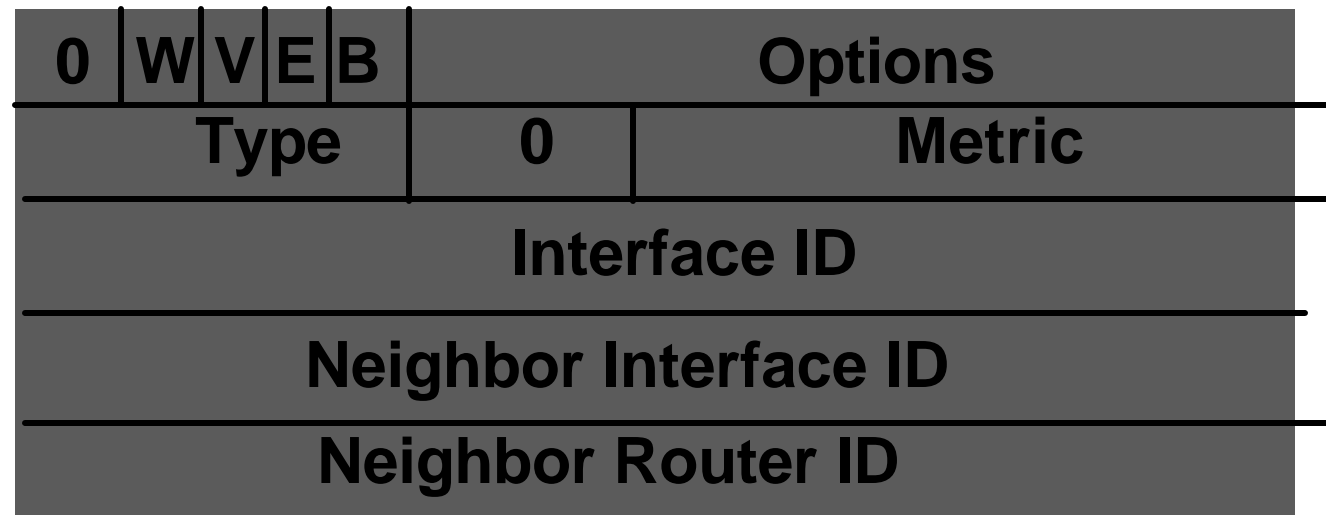 0 W V E B Options
Type 0 Metric
Interface ID
Neighbor Interface ID
Neighbor Router ID